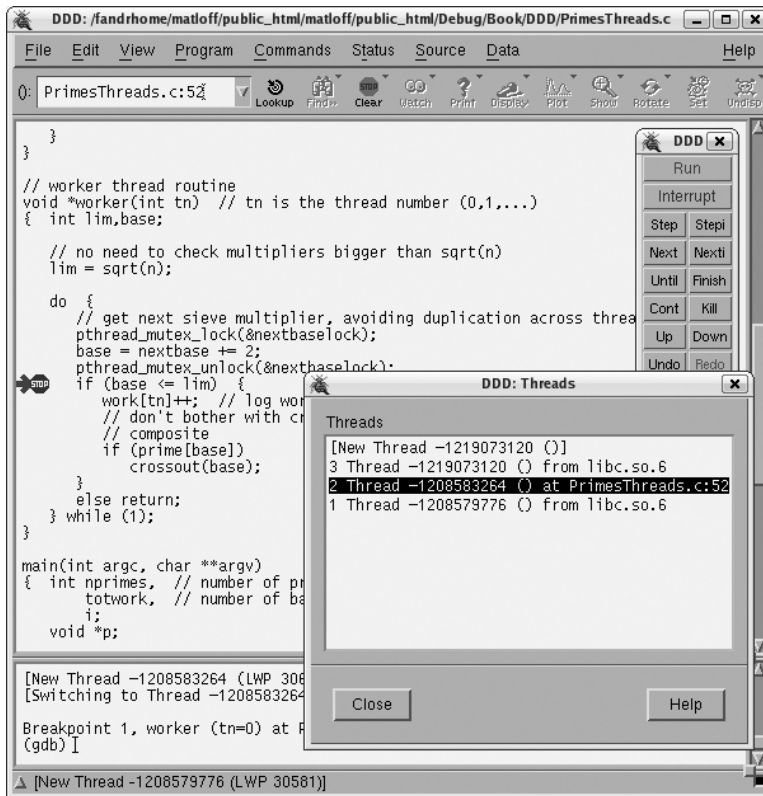 DDD: /fandrhome/matloff/public_html/matloff/public_html/Debug/Book/DDD/PrimesThreads.c
File Edit View Program Commands Status Source Data Help
(): PrimesThreads.c:52
Lookup Find» Clear Watch Print Display Plot Show Rotate Set Undisp
}
}
// worker thread routine
void *worker(int tn)  // tn is the thread number (0,1,...)
{  int lim,base;
// no need to check multipliers bigger than sqrt(n)
lim = sqrt(n);
do  {
// get next sieve multiplier, avoiding duplication across threa
pthread_mutex_lock(&nextbaselock);
base = nextbase += 2;
pthread_mutex_unlock(&nextbaselock);
STOP if (base <= lim)  {
work[tn]++;  // log wor
// don't bother with cr
// composite
if (prime[base])
crossout(base);
}
else return;
} while (1);
}
main(int argc, char **argv)
{  int nprimes,  // number of pr
totwork,  // number of ba
i;
void *p;
DDD
Run
Interrupt
Step Stepi
Next Nexti
Until Finish
Cont Kill
Up Down
Undo Redo
DDD: Threads
Threads
[New Thread -1219073120 ()]
3 Thread -1219073120 () from libc.so.6
2 Thread -1208583264 () at PrimesThreads.c:52
1 Thread -1208579776 () from libc.so.6
Close Help
[New Thread -1208583264 (LWP 306
[Switching to Thread -1208583264
Breakpoint 1, worker (tn=0) at P
(gdb)
[New Thread -1208579776 (LWP 30581)]